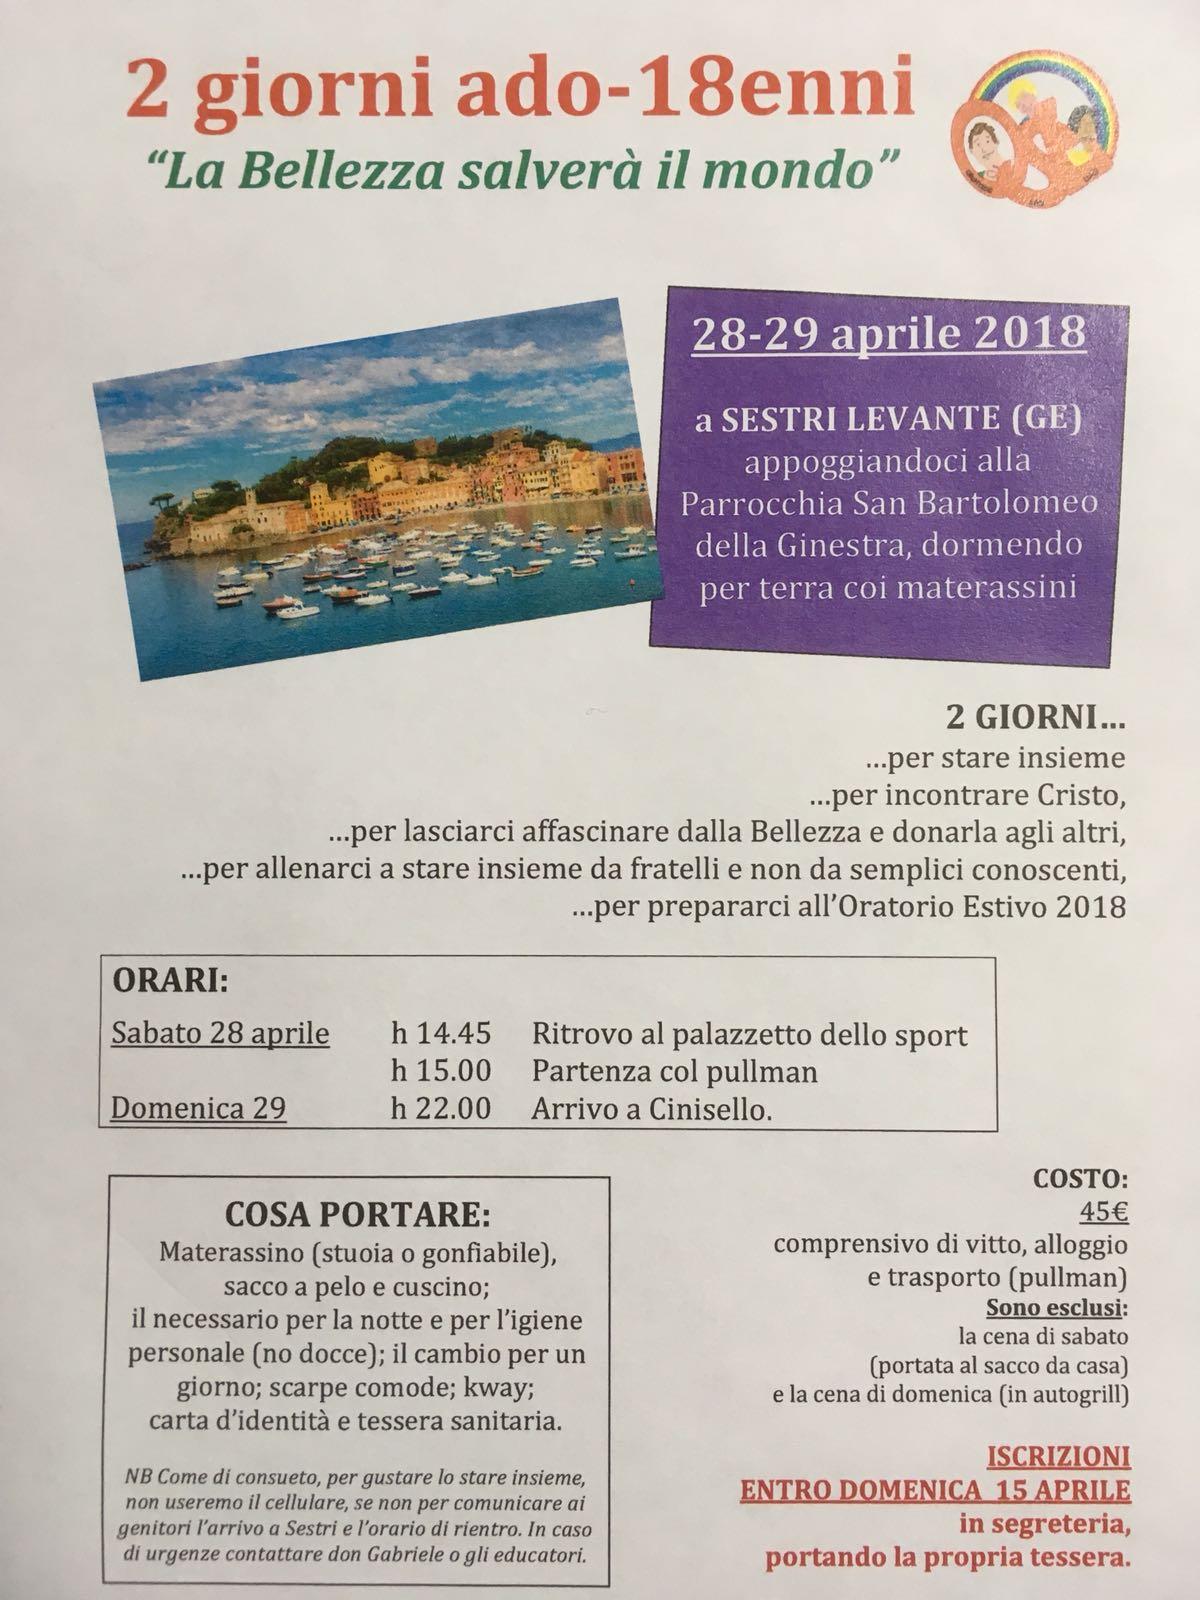 2 giorni ado-18enni
“La Bellezza salverà il mondo”
28-29 aprile 2018
a SESTRI LEVANTE (GE)
appoggiandoci alla
Parrocchia San Bartolomeo
della Ginestra, dormendo
per terra coi materassini
2 GIORNI...
...per stare insieme
...per incontrare Cristo,
...per lasciarci affascinare dalla Bellezza e donarla agli altri,
...per allenarci a stare insieme da fratelli e non da semplici conoscenti,
...per prepararci all’Oratorio Estivo 2018
ORARI:
Sabato 28 aprile h 14.45 Ritrovo al palazzetto dello sport
h 15.00 Partenza col pullman
Domenica 29 h 22.00 Arrivo a Cinisello.
COSA PORTARE:
Materassino (stuoia o gonfiabile),
sacco a pelo e cuscino;
il necessario per la notte e per l’igiene
personale (no docce); il cambio per un
giorno; scarpe comode; kway;
carta d’identità e tessera sanitaria.
NB Come di consueto, per gustare lo stare insieme,
non useremo il cellulare, se non per comunicare ai
genitori l’arrivo a Sestri e l’orario di rientro. In caso
di urgenze contattare don Gabriele o gli educatori.
COSTO:
45€
comprensivo di vitto, alloggio
e trasporto (pullman)
Sono esclusi:
la cena di sabato
(portata al sacco da casa)
e la cena di domenica (in autogrill)
ISCRIZIONI
ENTRO DOMENICA 15 APRILE
in segreteria,
portando la propria tessera.